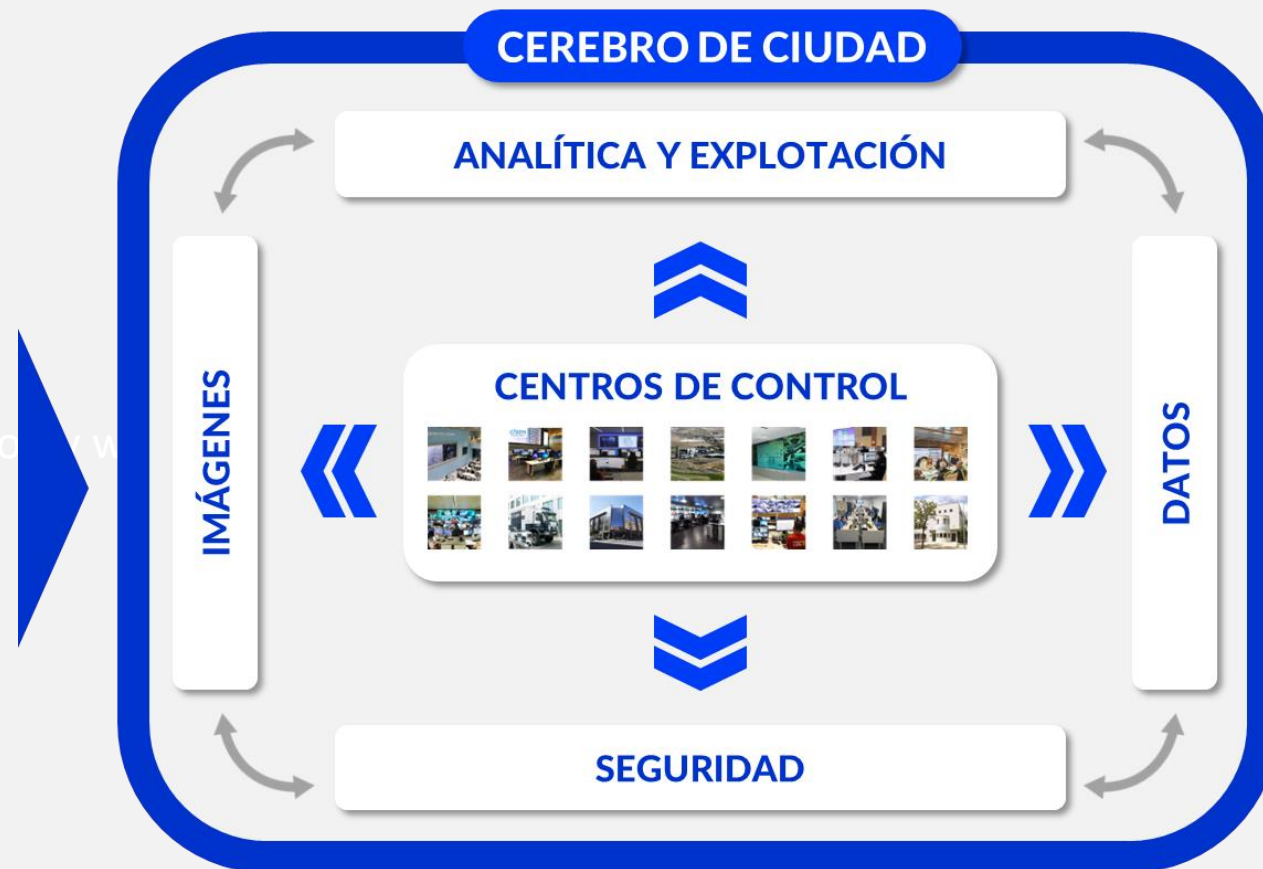 CEREBRO DE CIUDAD
ANALÍTICA Y EXPLOTACIÓN
IMÁGENES
CENTROS DE CONTROL
DATOS
SEGURIDAD